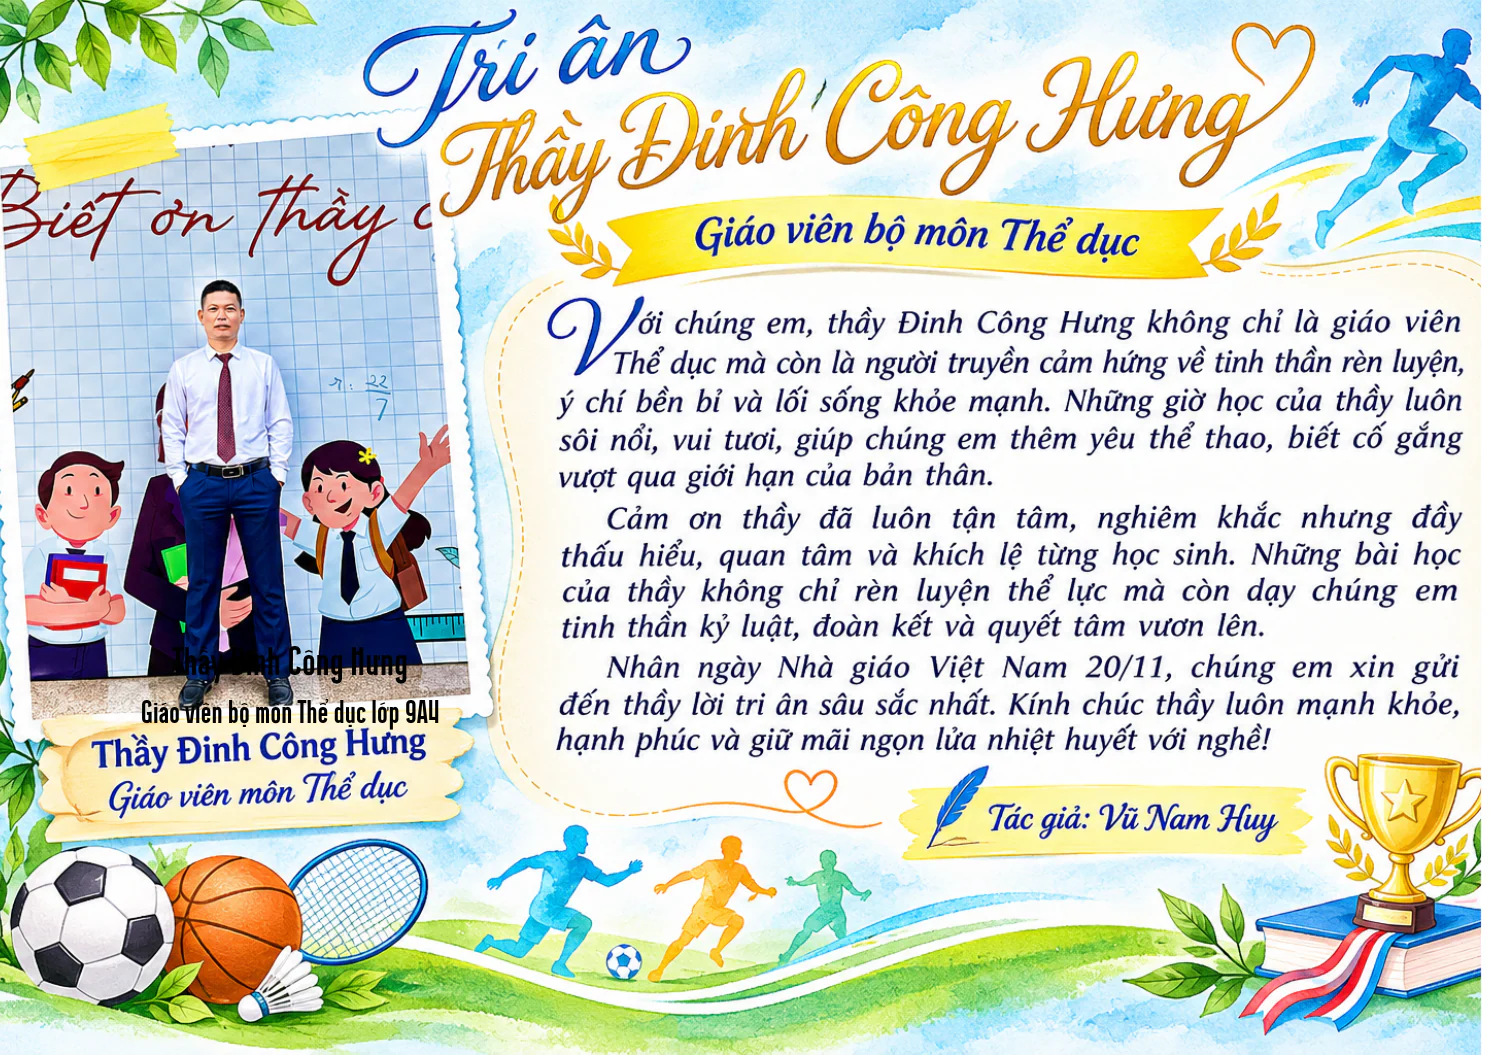 Tri ân
Thầy Đinh Công Hưng
Giáo viên bộ môn Thể dục
Biết ơn thầy c
r: 22
7
Thầy Đinh Công Hưng
Giáo viên bộ môn Thể dục lớp 9A4
Thầy Đinh Công Hưng
Giáo viên môn Thể dục
Với chúng em, thầy Đinh Công Hưng không chỉ là giáo viên
Thể dục mà còn là người truyền cảm hứng về tinh thần rèn luyện,
ý chí bền bỉ và lối sống khỏe mạnh. Những giờ học của thầy luôn
sôi nổi, vui tươi, giúp chúng em thêm yêu thể thao, biết cố gắng
vượt qua giới hạn của bản thân.
Cảm ơn thầy đã luôn tận tâm, nghiêm khắc nhưng đầy
thấu hiểu, quan tâm và khích lệ từng học sinh. Những bài học
của thầy không chỉ rèn luyện thể lực mà còn dạy chúng em
tinh thần kỷ luật, đoàn kết và quyết tâm vươn lên.
Nhân ngày Nhà giáo Việt Nam 20/11, chúng em xin gửi
đến thầy lời tri ân sâu sắc nhất. Kính chúc thầy luôn mạnh khỏe,
hạnh phúc và giữ mãi ngọn lửa nhiệt huyết với nghề!
Tác giả: Vũ Nam Huy